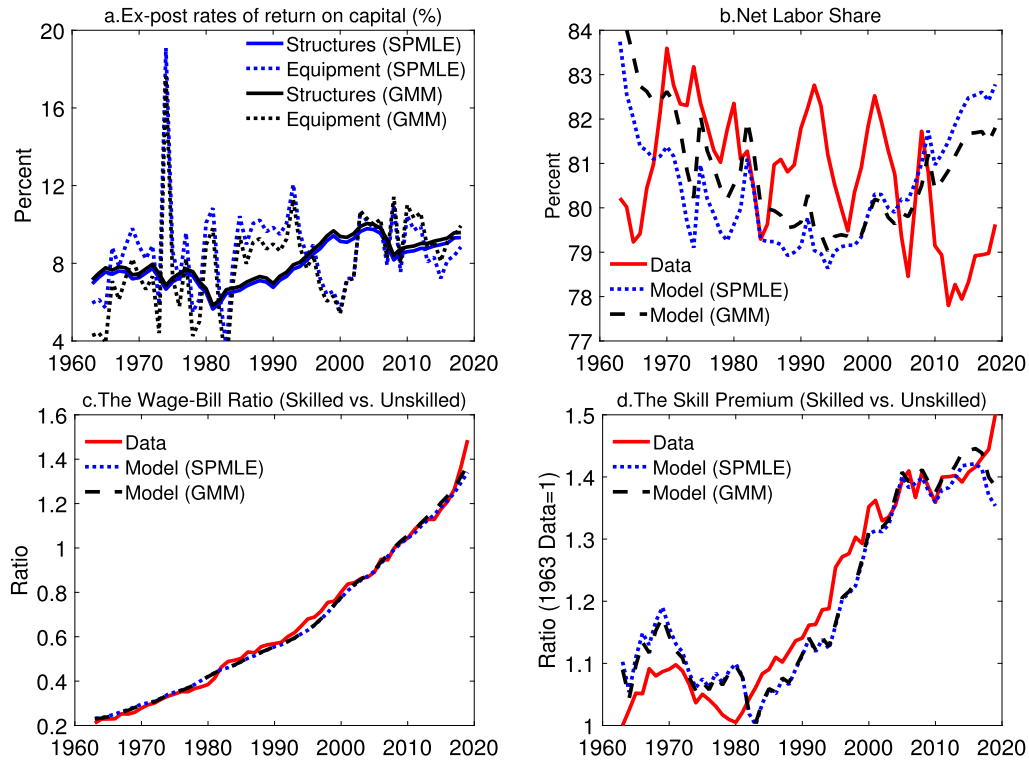 a.Ex-post rates of return on capital (%)
20
16
12
8
4
Percent
Structures (SPMLE)
Equipment (SPMLE)
Structures (GMM)
Equipment (GMM)
1960 1970 1980 1990 2000 2010 2020
b.Net Labor Share
84
83
82
81
80
79
78
77
Percent
Data
Model (SPMLE)
Model (GMM)
1960 1970 1980 1990 2000 2010 2020
c.The Wage-Bill Ratio (Skilled vs. Unskilled)
1.6
1.4
1.2
1
0.8
0.6
0.4
0.2
Ratio
Data
Model (SPMLE)
Model (GMM)
1960 1970 1980 1990 2000 2010 2020
d.The Skill Premium (Skilled vs. Unskilled)
1.5
1.4
1.3
1.2
1.1
1
Ratio (1963 Data=1)
Data
Model (SPMLE)
Model (GMM)
1960 1970 1980 1990 2000 2010 2020